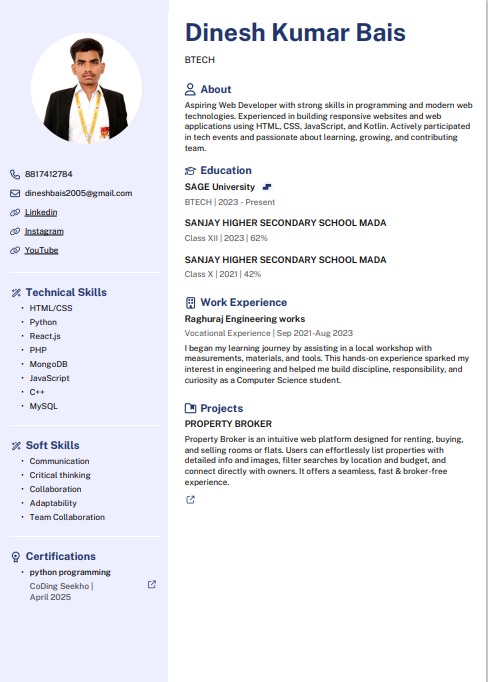 Dinesh Kumar Bais
BTECH
8817412784
dineshbais2005@gmail.com
Linkedin
Instagram
YouTube
Technical Skills
• HTML/CSS
• Python
• React.js
• PHP
• MongoDB
• JavaScript
• C++
• MySQL
Soft Skills
• Communication
• Critical thinking
• Collaboration
• Adaptability
• Team Collaboration
Certifications
• python programming
CoDing Seekho |
April 2025
About
Aspiring Web Developer with strong skills in programming and modern web
technologies. Experienced in building responsive websites and web
applications using HTML, CSS, JavaScript, and Kotlin. Actively participated
in tech events and passionate about learning, growing, and contributing
team.
Education
SAGE University
BTECH | 2023 - Present
SANJAY HIGHER SECONDARY SCHOOL MADA
Class XII | 2023 | 62%
SANJAY HIGHER SECONDARY SCHOOL MADA
Class X | 2021 | 42%
Work Experience
Raghuraj Engineering works
Vocational Experience | Sep 2021-Aug 2023
I began my learning journey by assisting in a local workshop with
measurements, materials, and tools. This hands-on experience sparked my
interest in engineering and helped me build discipline, responsibility, and
curiosity as a Computer Science student.
Projects
PROPERTY BROKER
Property Broker is an intuitive web platform designed for renting, buying,
and selling rooms or flats. Users can effortlessly list properties with
detailed info and images, filter searches by location and budget, and
connect directly with owners. It offers a seamless, fast & broker-free
experience.